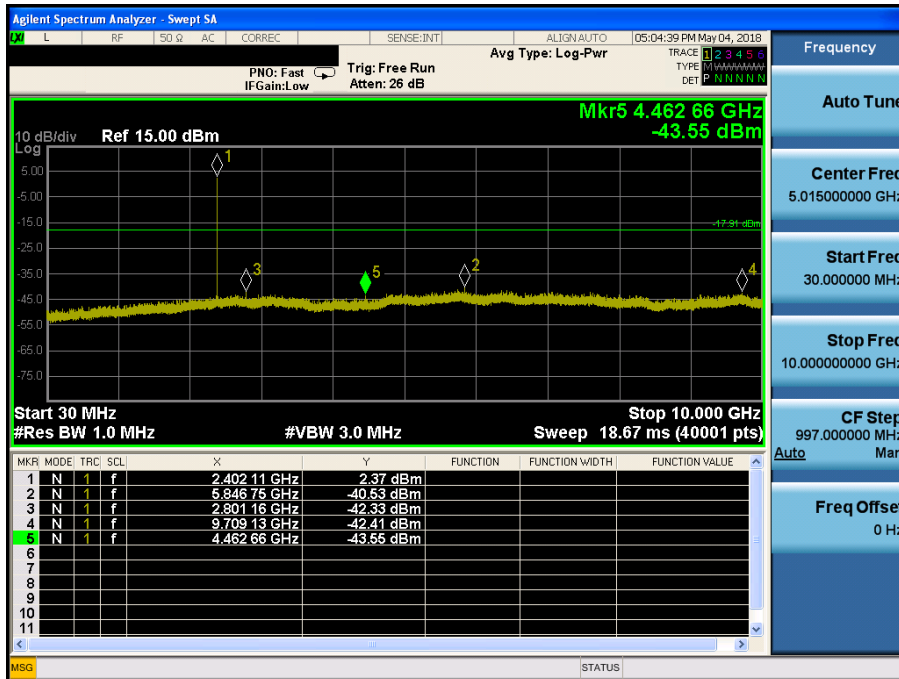 Agilent Spectrum Analyzer - Swept SA
LXI L RF 50 Ω AC CORREC SENSE:INT ALIGN AUTO 05:04:39 PM May 04, 2018
PNO: Fast
IFGain:Low
Trig: Free Run
Atten: 26 dB
Avg Type: Log-Pwr
TRACE 1 2 3 4 5 6
TYPE MWWWWW
DET P N N N N N
Mkr5 4.462 66 GHz
-43.55 dBm
10 dB/div Ref 15.00 dBm
Log
5.00
-5.00
-15.0
-25.0
-35.0
-45.0
-55.0
-65.0
-75.0
-17.91 dBm
1
3
5
2
4
Start 30 MHz Stop 10.000 GHz
#Res BW 1.0 MHz #VBW 3.0 MHz Sweep 18.67 ms (40001 pts)
MKR MODE TRC SCL X Y FUNCTION FUNCTION WIDTH FUNCTION VALUE
1 N 1 f 2.402 11 GHz 2.37 dBm
2 N 1 f 5.846 75 GHz -40.53 dBm
3 N 1 f 2.801 16 GHz -42.33 dBm
4 N 1 f 9.709 13 GHz -42.41 dBm
5 N 1 f 4.462 66 GHz -43.55 dBm
6
7
8
9
10
11
MSG STATUS
Frequency
Auto Tune
Center Freq
5.015000000 GHz
Start Freq
30.000000 MHz
Stop Freq
10.000000000 GHz
CF Step
997.000000 MHz
Auto Man
Freq Offset
0 Hz